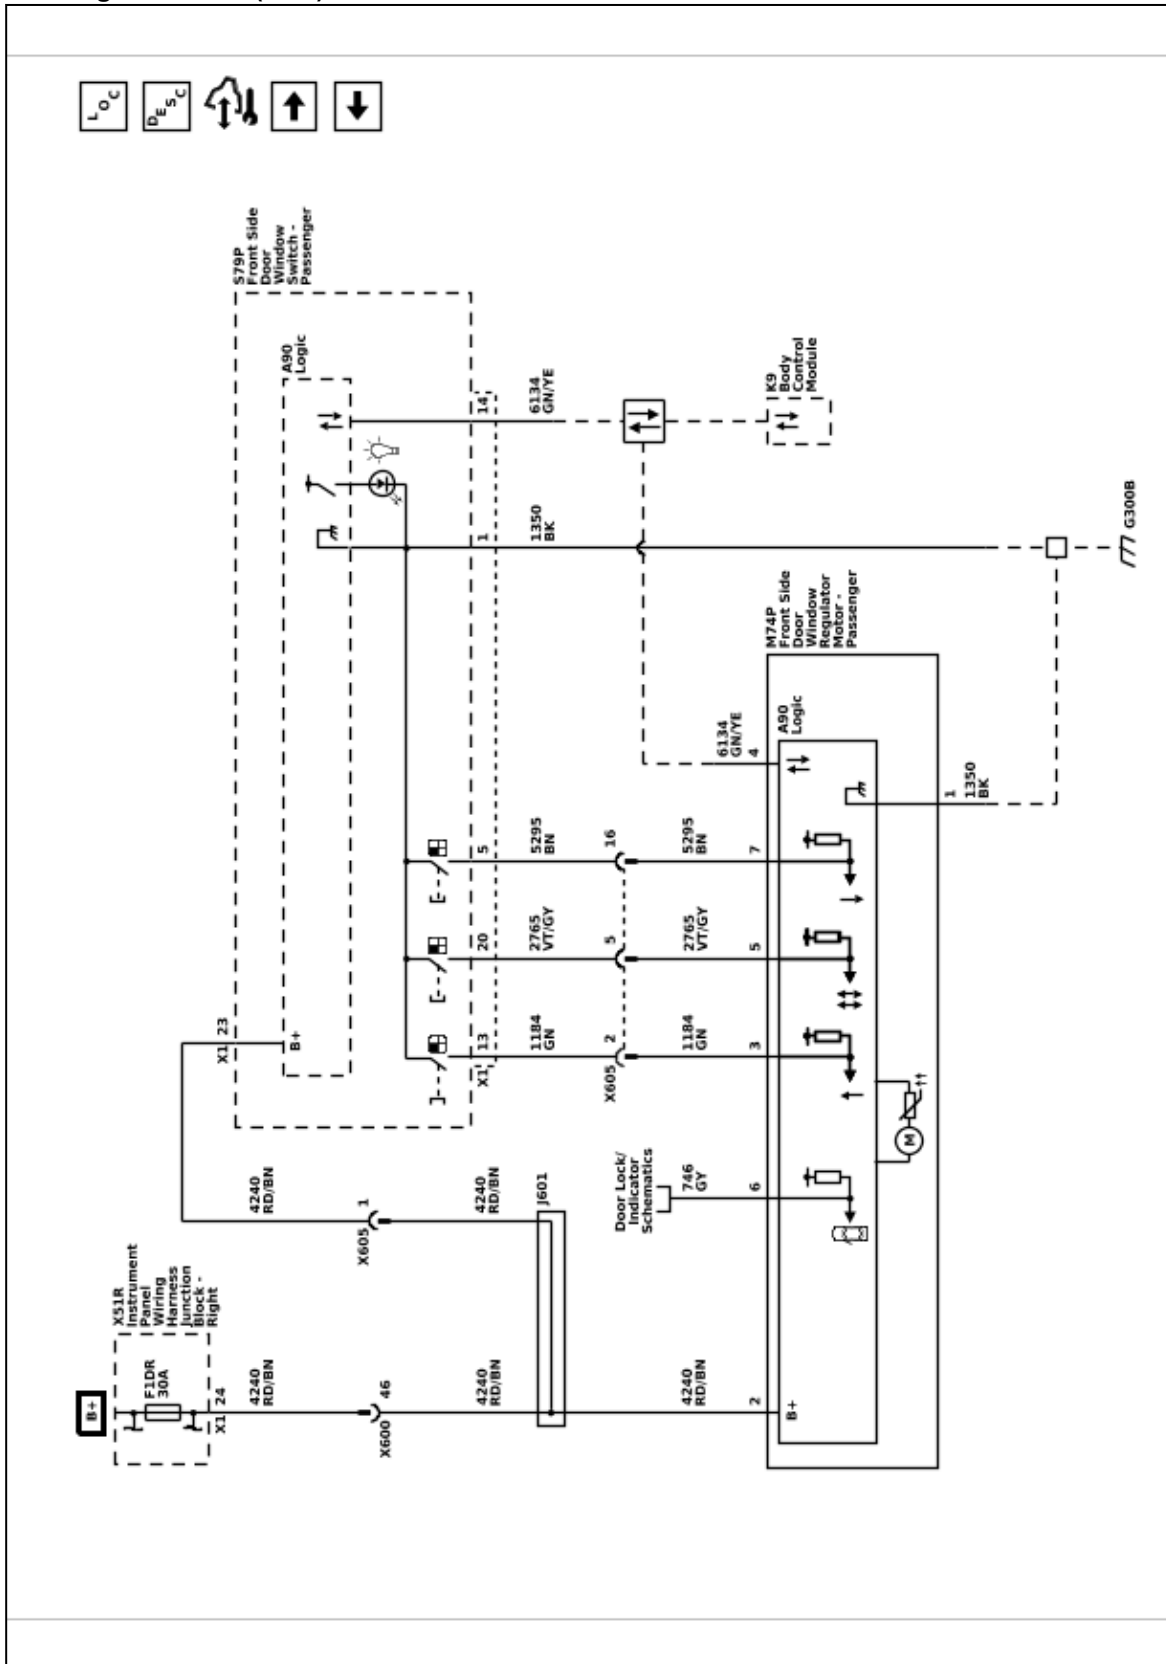 LOC
DESC
S79P
Front Side
Door
Window
Switch -
Passenger
A90
Logic
14
6134
GN/YE
K9
Body
Control
Module
1
1350
BK
G300B
M74P
Front Side
Door
Window
Regulator
Motor -
Passenger
A90
Logic
6134
GN/YE
4
1
1350
BK
5
5295
BN
16
5295
BN
7
20
2765
VT/GY
5
2765
VT/GY
5
X1
23
B+
X1
13
1184
GN
2
X605
1184
GN
3
M
Door Lock/
Indicator
Schematics
746
GY
6
4240
RD/BN
1
X605
4240
RD/BN
J601
X51R
Instrument
Panel
Wiring
Harness
Junction
Block -
Right
B+
F1DR
30A
24
X1
4240
RD/BN
46
X600
4240
RD/BN
4240
RD/BN
2
B+